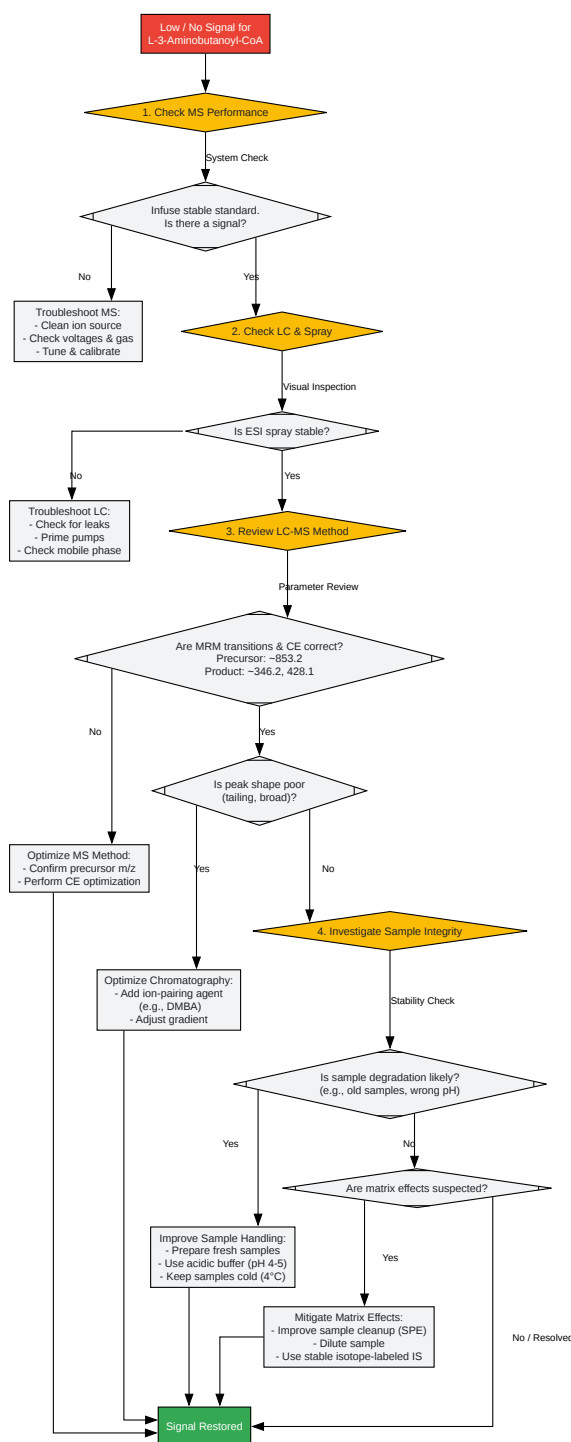 Low / No Signal for
L-3-Aminobutanoyl-CoA
1. Check MS Performance
System Check
Infuse stable standard.
Is there a signal?
No
Yes
Troubleshoot MS:
- Clean ion source
- Check voltages & gas
- Tune & calibrate
2. Check LC & Spray
Visual Inspection
Is ESI spray stable?
No
Yes
Troubleshoot LC:
- Check for leaks
- Prime pumps
- Check mobile phase
3. Review LC-MS Method
Parameter Review
Are MRM transitions & CE correct?
Precursor: ~853.2
Product: ~346.2, 428.1
No
Yes
Is peak shape poor
(tailing, broad)?
Optimize MS Method:
- Confirm precursor m/z
- Perform CE optimization
Yes
No
4. Investigate Sample Integrity
Optimize Chromatography:
- Add ion-pairing agent
(e.g., DMBA)
- Adjust gradient
Stability Check
Is sample degradation likely?
(e.g., old samples, wrong pH)
Yes
No
Are matrix effects suspected?
Improve Sample Handling:
- Prepare fresh samples
- Use acidic buffer (pH 4-5)
- Keep samples cold (4°C)
Yes
Mitigate Matrix Effects:
- Improve sample cleanup (SPE)
- Dilute sample
- Use stable isotope-labeled IS
No / Resolved
Signal Restored